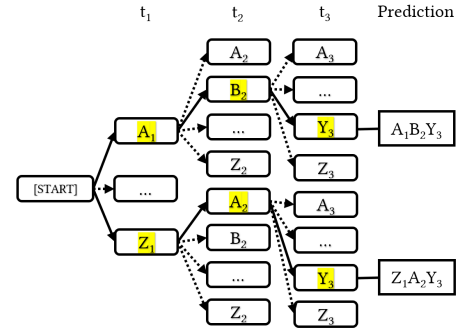 t₁ t₂ t₃ Prediction
A₂ A₃
B₂ ...
A₁ ... Y₃ A₁B₂Y₃
Z₂ Z₃
[START] ... A₂ A₃
Z₁ B₂ ...
... Y₃ Z₁A₂Y₃
Z₂ Z₃